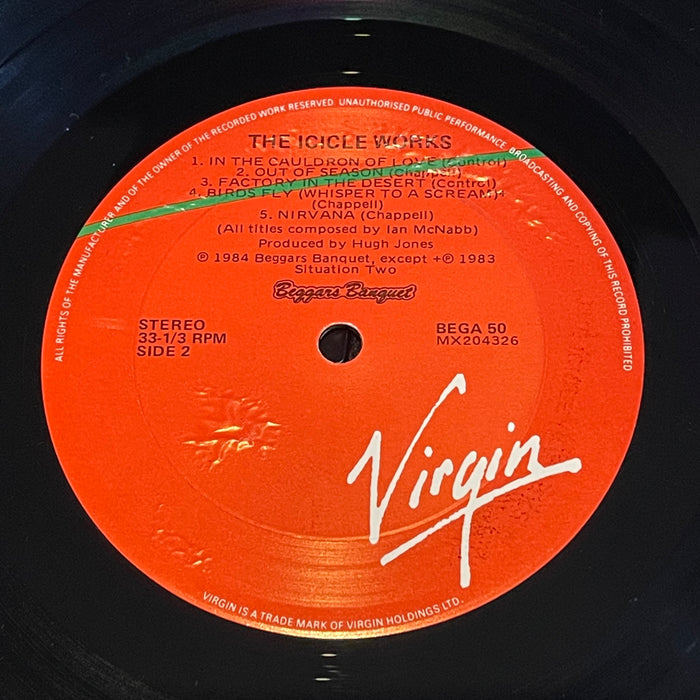 ALL RIGHTS OF THE MANUFACTURER AND OF THE OWNER OF THE RECORDED WORK RESERVED. UNAUTHORISED PUBLIC PERFORMANCE, BROADCASTING AND COPYING OF THIS RECORD PROHIBITED
THE ICICLE WORKS
1. IN THE CAULDRON OF LOVE (Control)
2. OUT OF SEASON (Chappell)
3. FACTORY IN THE DESERT (Control)
4. BIRDS FLY (WHISPER TO A SCREAM)†
(Chappell)
5. NIRVANA (Chappell)
(All titles composed by Ian McNabb)
Produced by Hugh Jones
℗ 1984 Beggars Banquet, except +℗ 1983
Situation Two
Beggars Banquet
STEREO
33-1/3 RPM
SIDE 2
BEGA 50
MX204326
Virgin
VIRGIN IS A TRADE MARK OF VIRGIN HOLDINGS LTD.